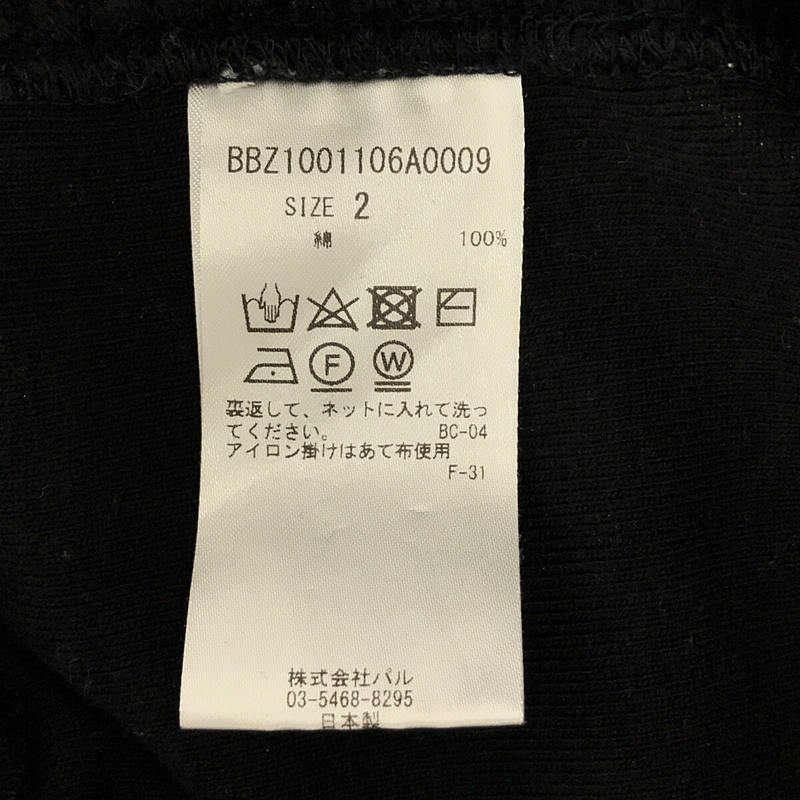 BBZ1001106A0009
SIZE 2
綿 100%
F W
裏返して、ネットに入れて洗っ
てください。 BC-04
アイロン掛けはあて布使用
F-31
株式会社パル
03-5468-8295
日本製